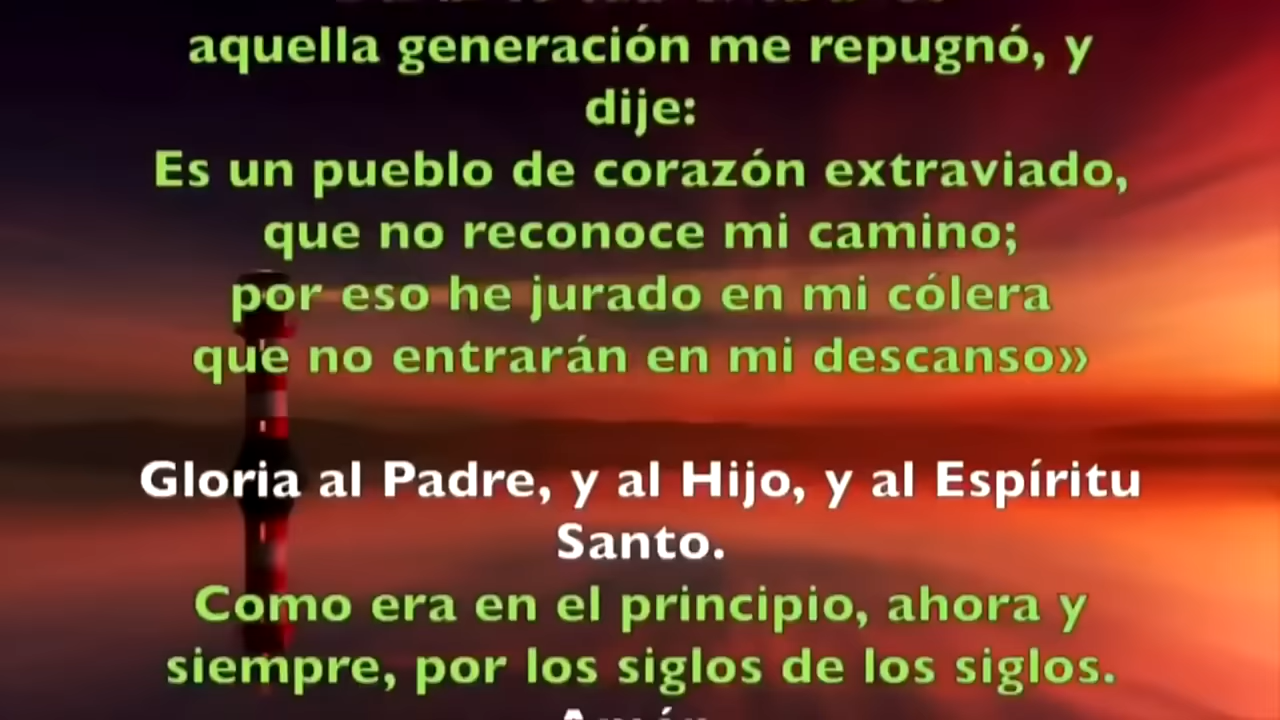 aquella generación me repugnó, y
dije:
Es un pueblo de corazón extraviado,
que no reconoce mi camino;
por eso he jurado en mi cólera
que no entrarán en mi descanso»
Gloria al Padre, y al Hijo, y al Espíritu
Santo.
Como era en el principio, ahora y
siempre, por los siglos de los siglos.